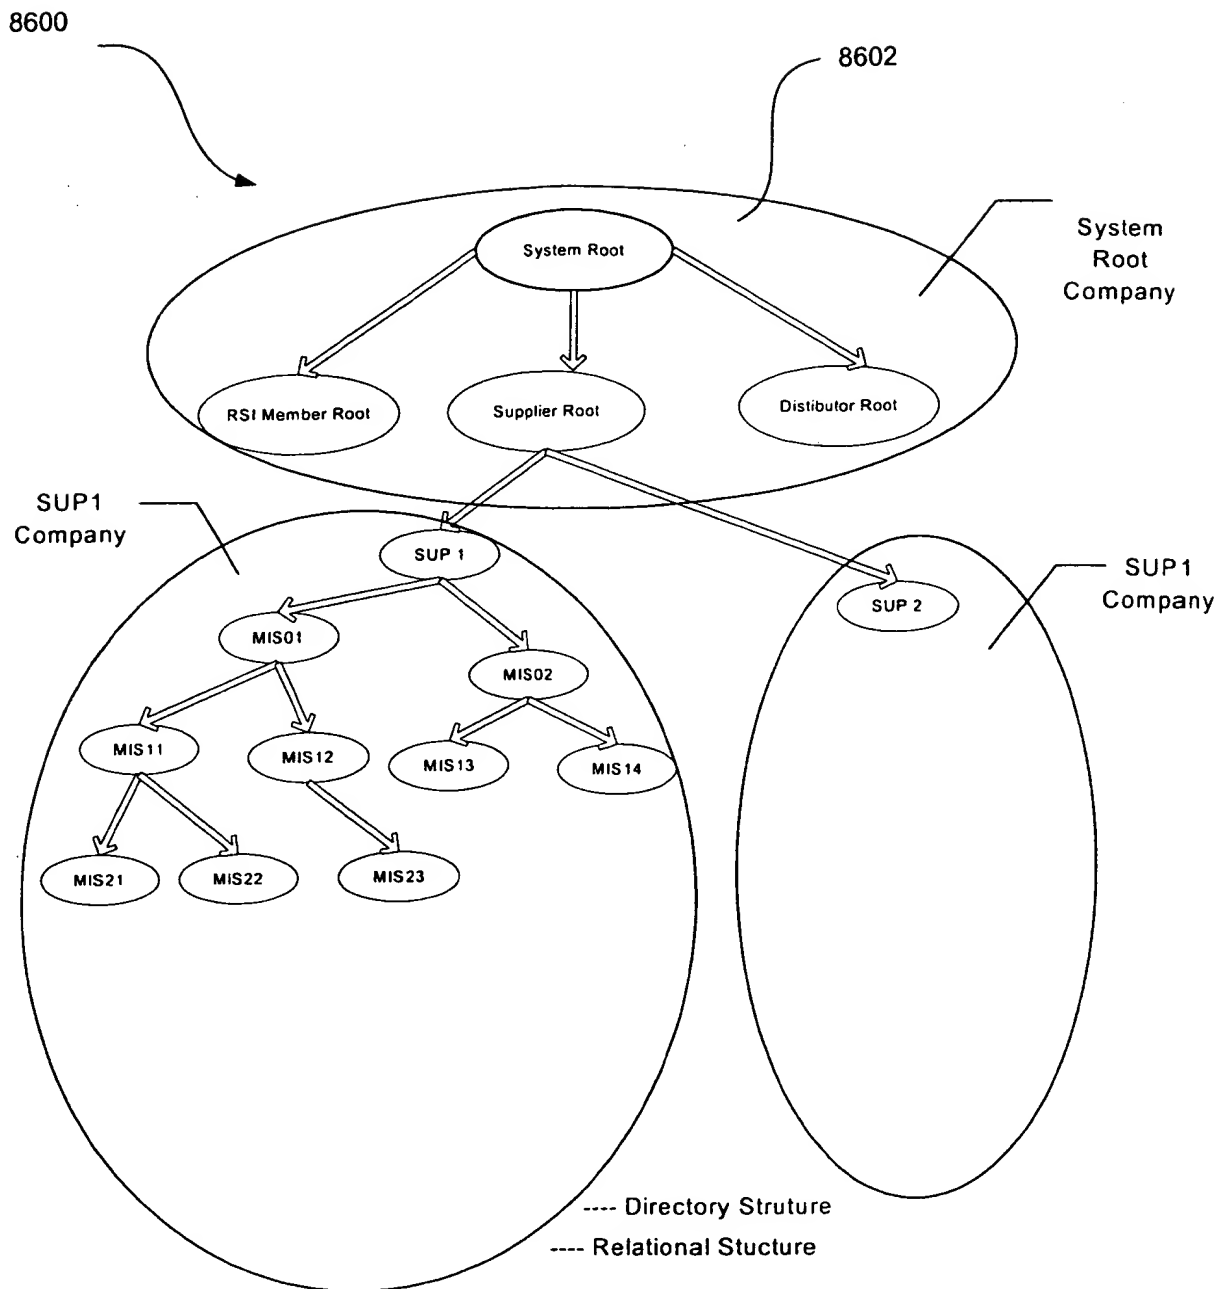 8600
8602
System Root
System
Root
Company
RSI Member Root
Supplier Root
Distibutor Root
SUP1
Company
SUP 1
SUP1
Company
SUP 2
MIS01
MIS02
MIS11
MIS12
MIS13
MIS14
MIS21
MIS22
MIS23
---- Directory Struture
---- Relational Stucture